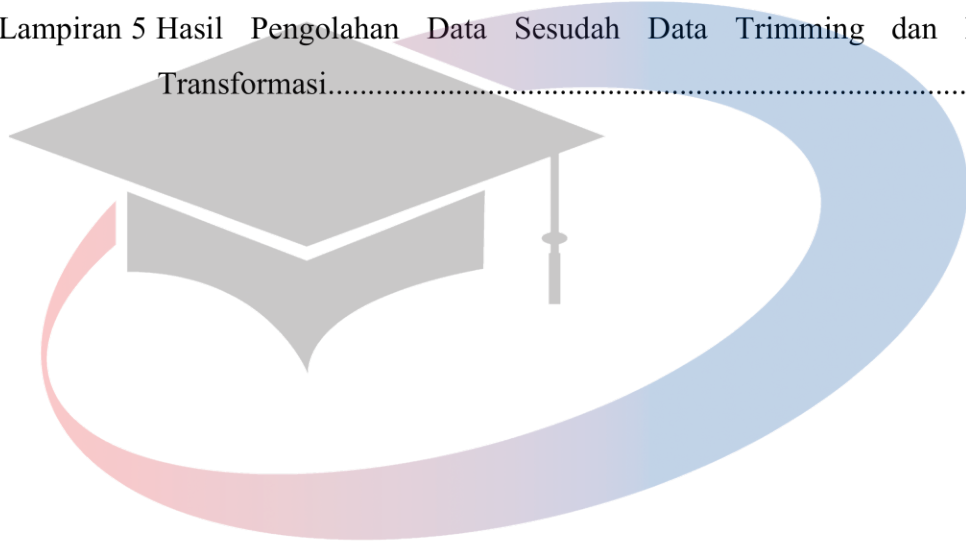 Lampiran 5 Hasil Pengolahan Data Sesudah Data Trimming dan
Transformasi.....................................................................................